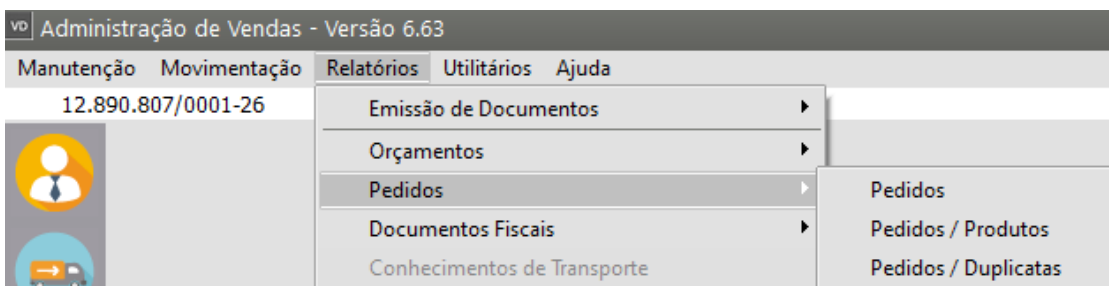 VD Administração de Vendas - Versão 6.63
Manutenção Movimentação Relatórios Utilitários Ajuda
12.890.807/0001-26
Emissão de Documentos
Orçamentos
Pedidos
Pedidos
Documentos Fiscais
Pedidos / Produtos
Conhecimentos de Transporte
Pedidos / Duplicatas